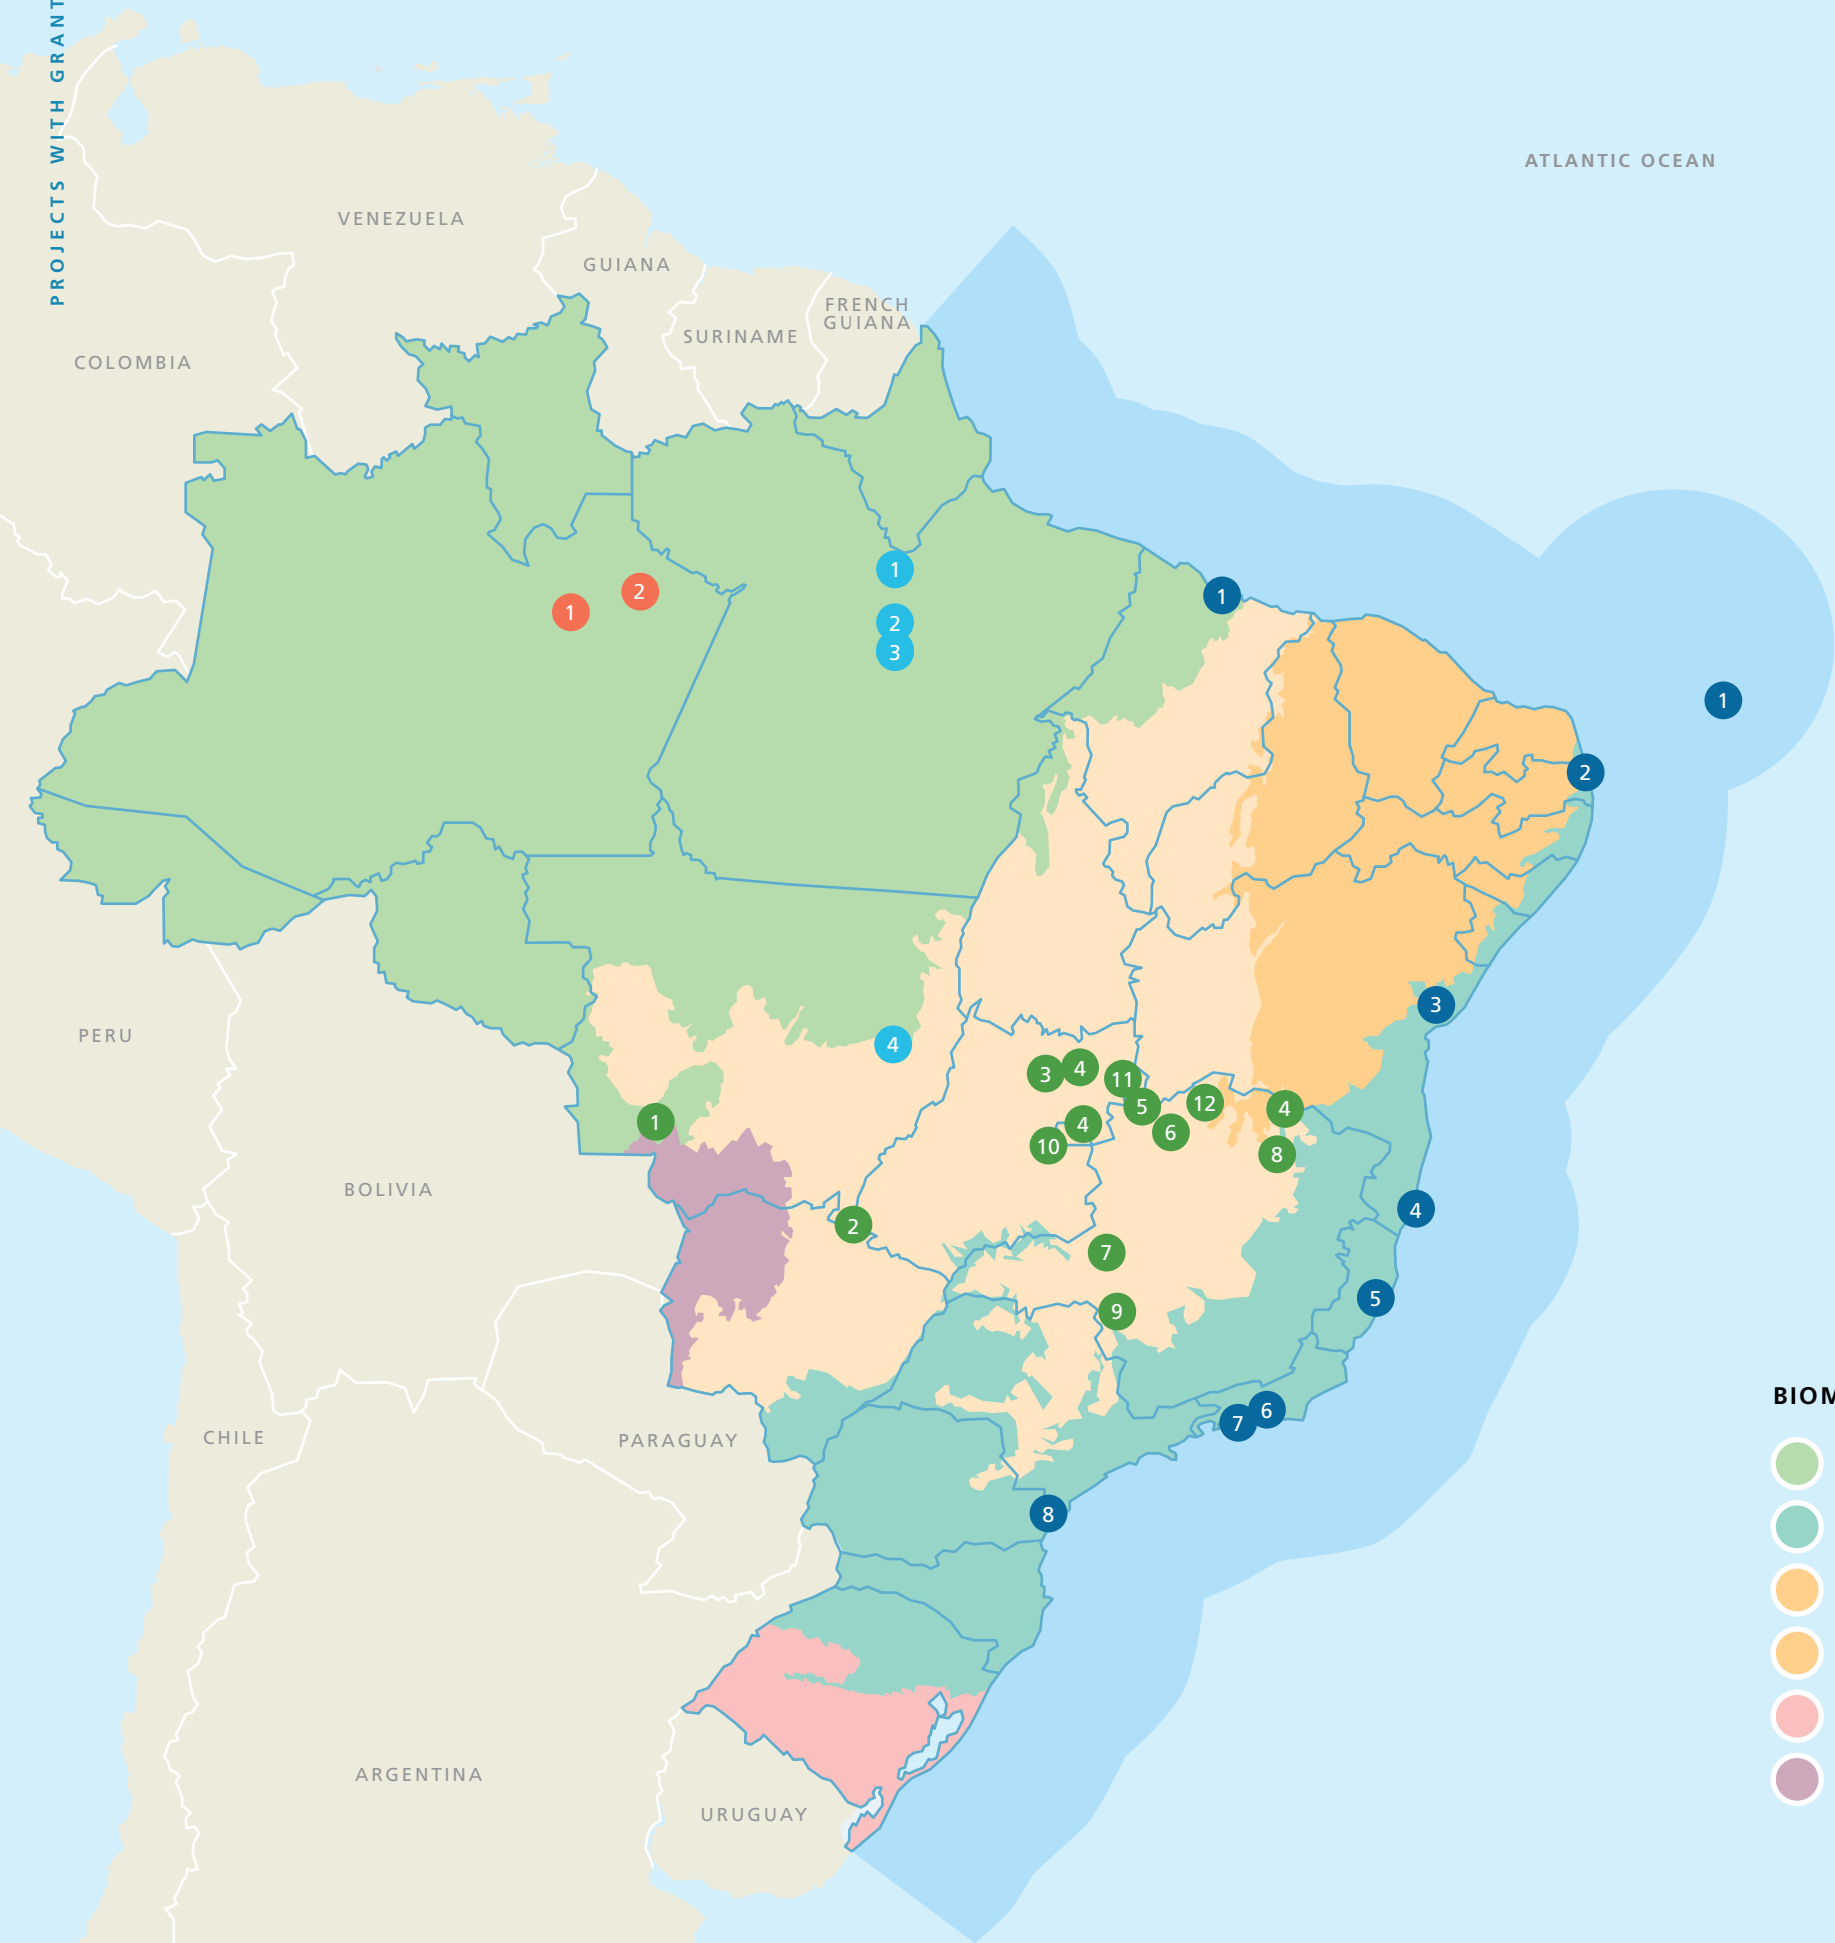 PROJECTS WITH GRANT
ATLANTIC OCEAN
VENEZUELA
GUIANA
FRENCH
GUIANA
SURINAME
COLOMBIA
1
2
1
2
3
1
1
2
3
PERU
4
3
4
11
5
12
4
1
4
6
10
8
BOLIVIA
4
2
7
5
9
BIOM
6
7
CHILE
PARAGUAY
8
ARGENTINA
URUGUAY